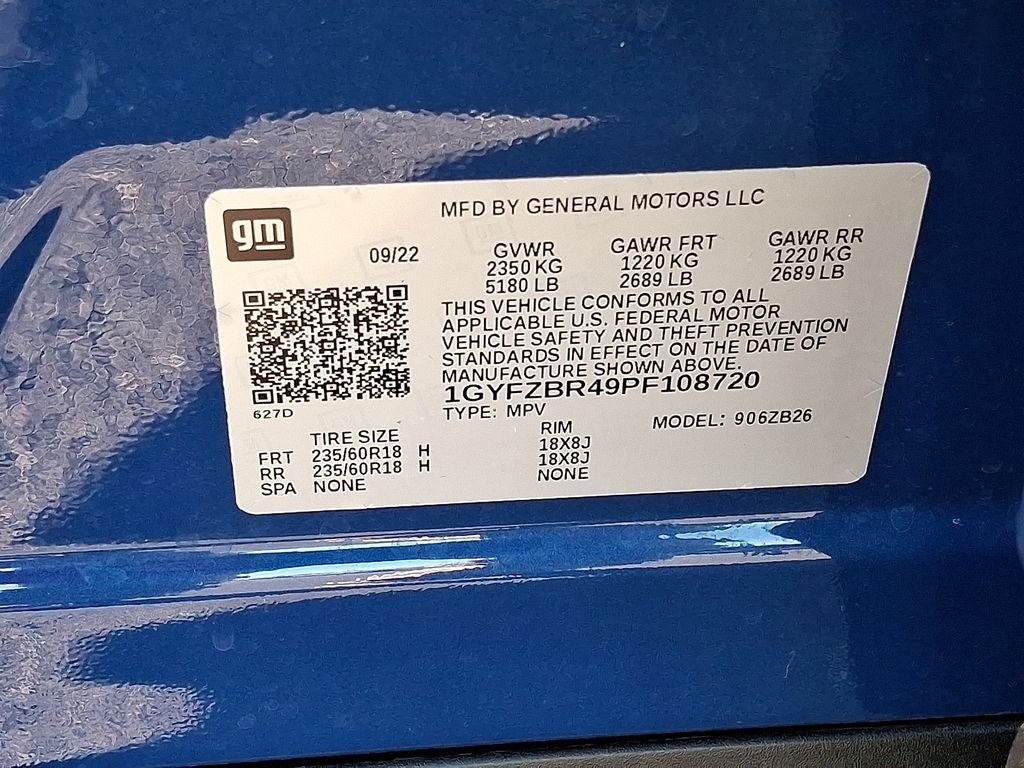 gm
MFD BY GENERAL MOTORS LLC
09/22
GVWR
2350 KG
5180 LB
GAWR FRT
1220 KG
2689 LB
GAWR RR
1220 KG
2689 LB
THIS VEHICLE CONFORMS TO ALL
APPLICABLE U.S. FEDERAL MOTOR
VEHICLE SAFETY AND THEFT PREVENTION
STANDARDS IN EFFECT ON THE DATE OF
MANUFACTURE SHOWN ABOVE.
1GYFZBR49PF108720
627D
TYPE: MPV
MODEL: 906ZB26
TIRE SIZE RIM
FRT 235/60R18 H 18X8J
RR 235/60R18 H 18X8J
SPA NONE NONE